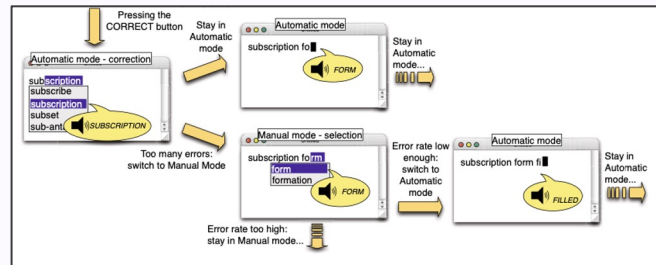 Pressing the
CORRECT button
Automatic mode - correction
subscription
subscribe
subscription
subset
sub-ant
SUBSCRIPTION
Stay in
Automatic
mode
Automatic mode
subscription fo
FORM
Stay in
Automatic
mode...
Too many errors:
switch to Manual Mode
Manual mode - selection
subscription form
form
formation
FORM
Error rate too high:
stay in Manual mode...
Error rate low
enough:
switch to
Automatic
mode
Automatic mode
subscription form fi
FILLED
Stay in
Automatic
mode...